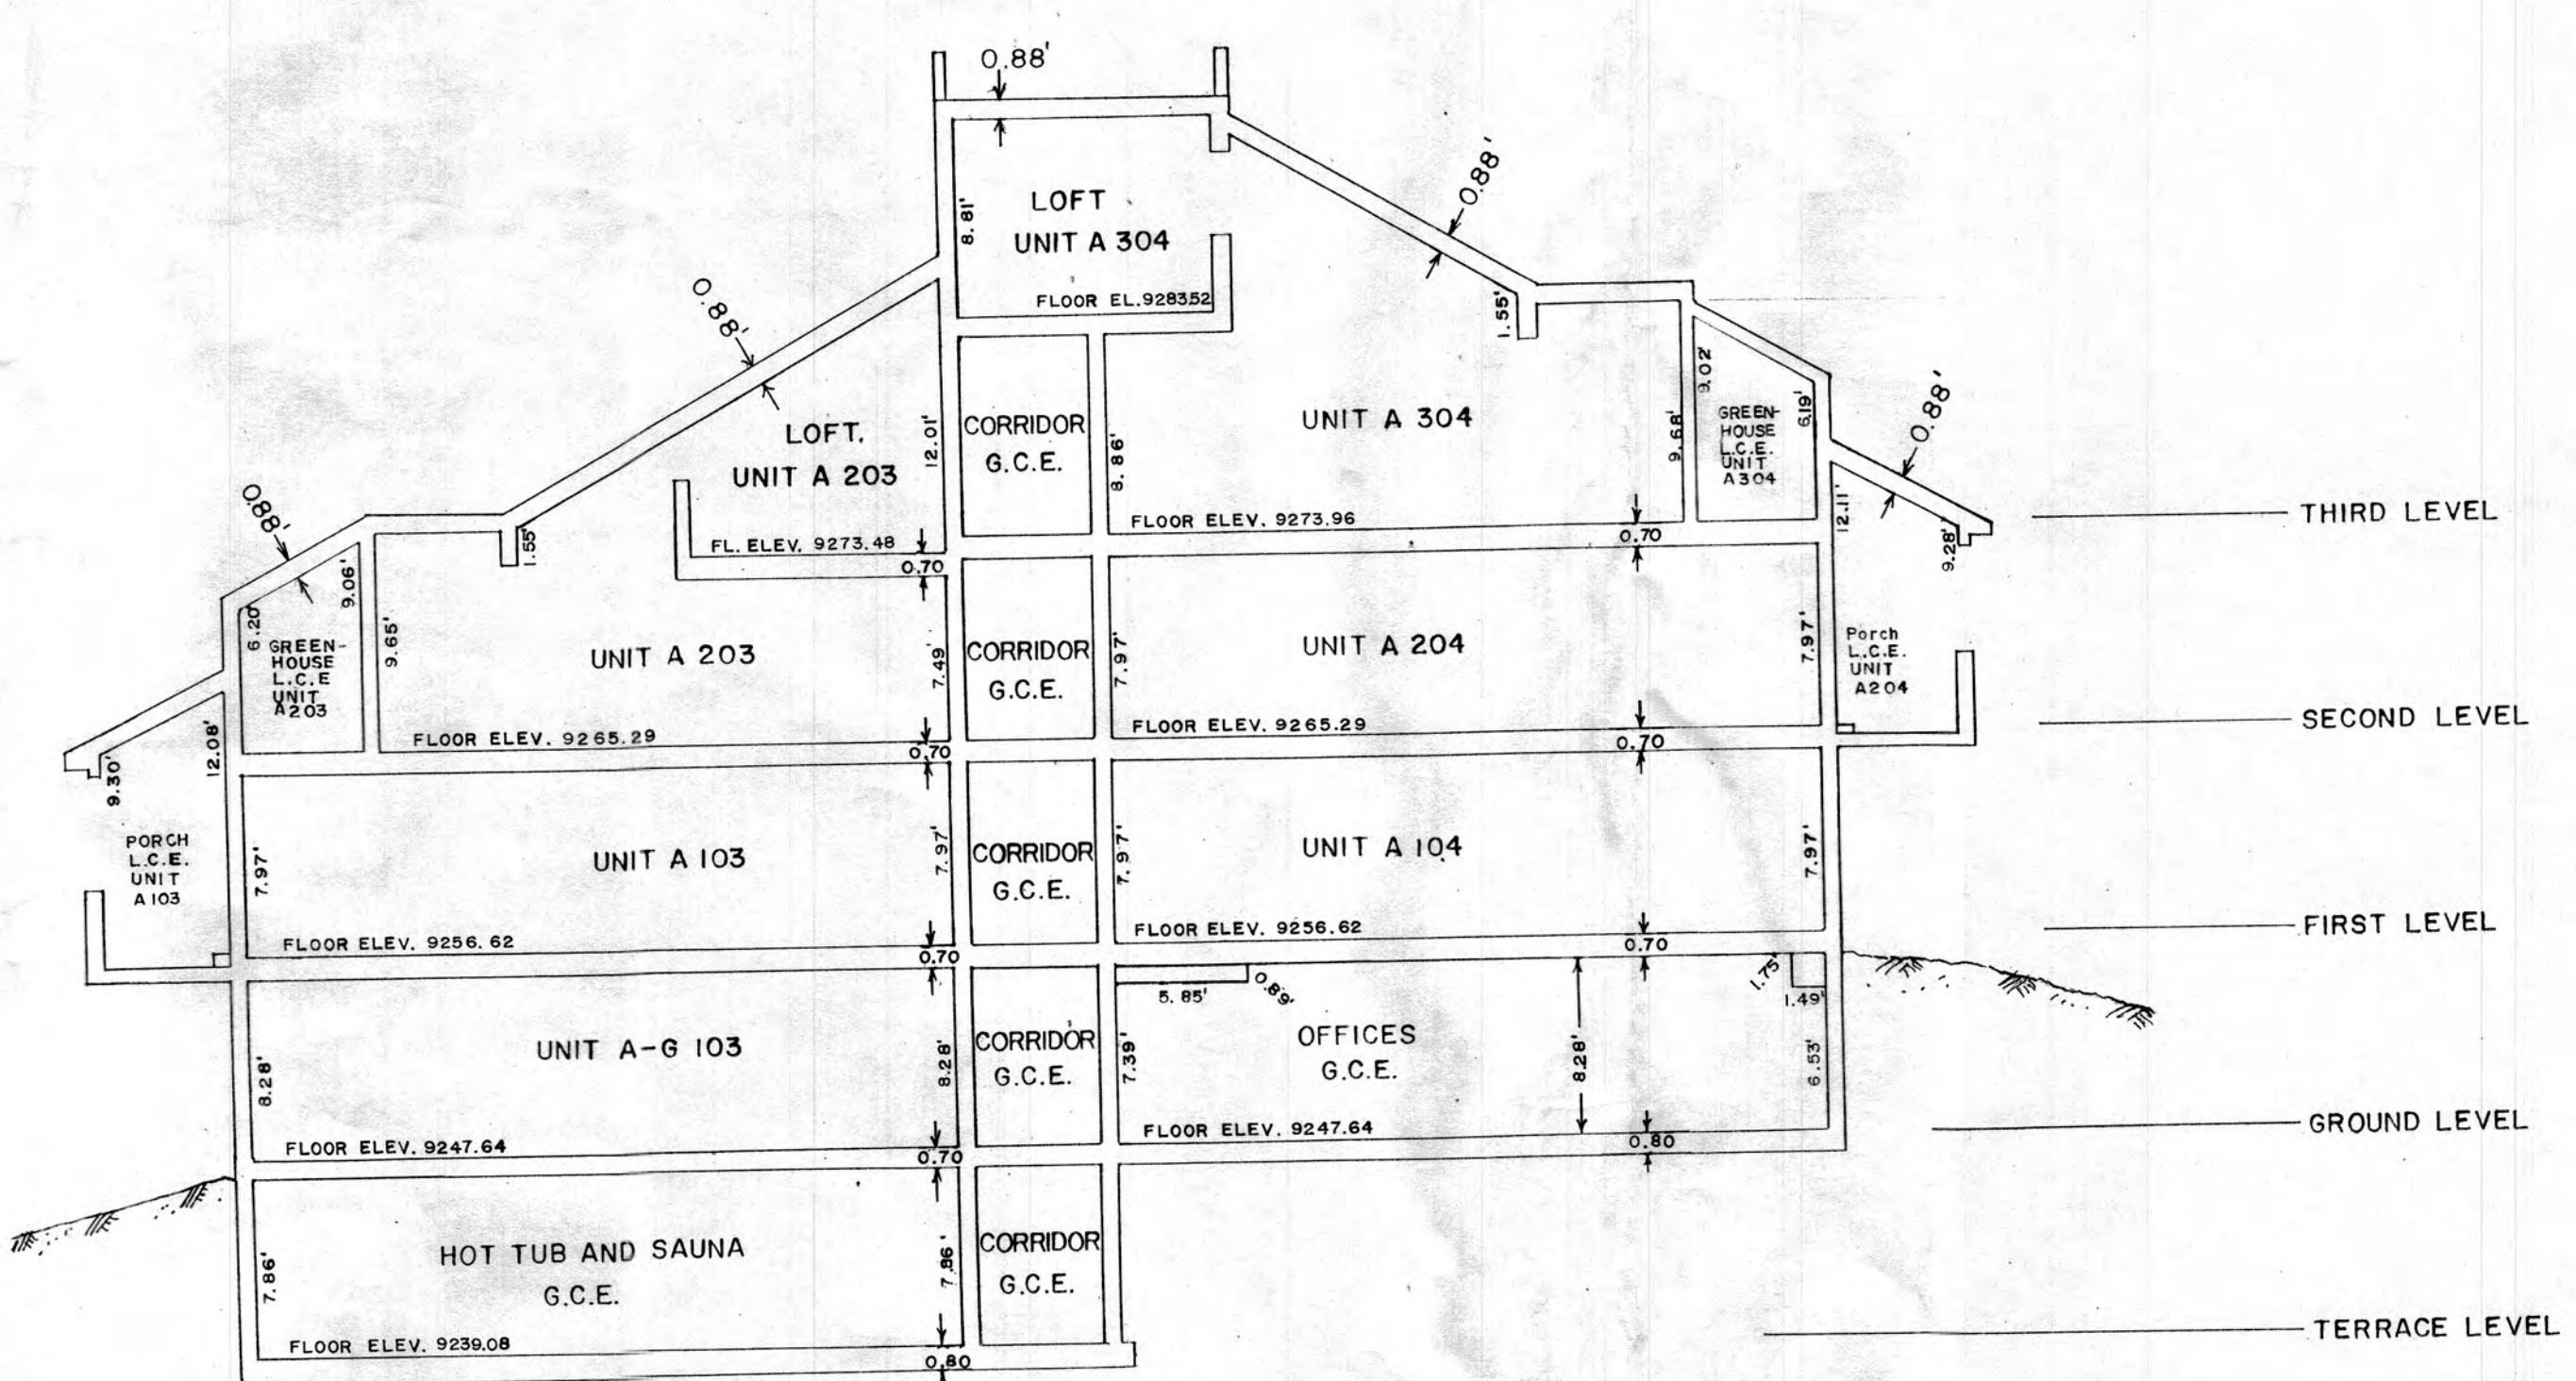 0.88'
LOFT
UNIT A 304
8.81'
FLOOR EL.9283.52
0.88'
0.88'
1.55'
LOFT.
UNIT A 203
12.01'
FL. ELEV. 9273.48
0.70
CORRIDOR
G.C.E.
8.86'
UNIT A 304
9.68'
FLOOR ELEV. 9273.96
0.70
9.02'
GREEN-
HOUSE
L.C.E.
UNIT
A304
6.19'
0.88'
12.11'
9.28'
THIRD LEVEL
0.88'
6.20'
9.06'
GREEN-
HOUSE
L.C.E
UNIT
A203
9.65'
1.55'
UNIT A 203
7.49'
FLOOR ELEV. 9265.29
0.70
CORRIDOR
G.C.E.
7.97'
UNIT A 204
7.97'
FLOOR ELEV. 9265.29
0.70
Porch
L.C.E.
UNIT
A204
SECOND LEVEL
9.30'
12.08'
PORCH
L.C.E.
UNIT
A103
7.97'
UNIT A 103
7.97'
FLOOR ELEV. 9256.62
0.70
CORRIDOR
G.C.E.
7.97'
UNIT A 104
7.97'
FLOOR ELEV. 9256.62
0.70
FIRST LEVEL
8.28'
UNIT A-G 103
8.28'
FLOOR ELEV. 9247.64
0.70
CORRIDOR
G.C.E.
5.85'
0.89'
7.39'
OFFICES
G.C.E.
8.28'
1.75'
1.49'
6.53'
FLOOR ELEV. 9247.64
0.80
GROUND LEVEL
7.86'
HOT TUB AND SAUNA
G.C.E.
7.86'
FLOOR ELEV. 9239.08
0.80
CORRIDOR
G.C.E.
TERRACE LEVEL